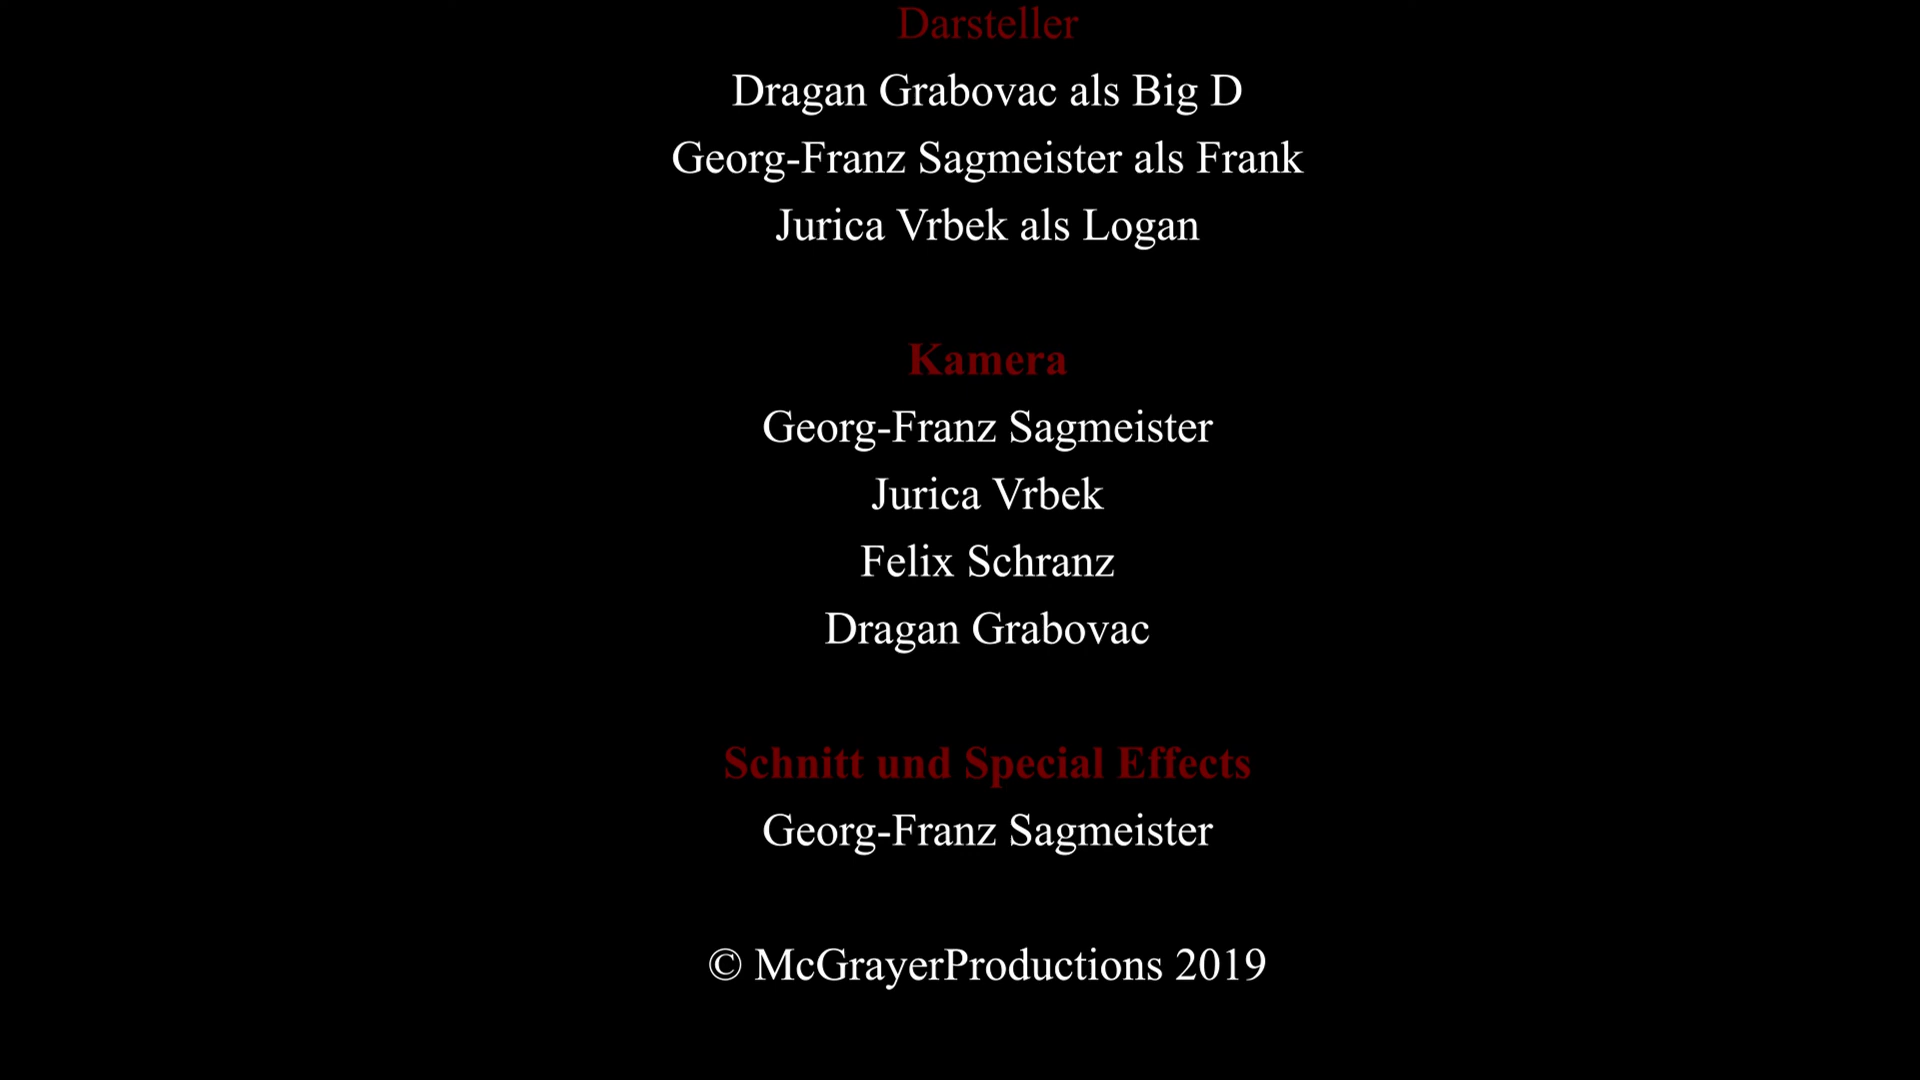 Darsteller
Dragan Grabovac als Big D
Georg-Franz Sagmeister als Frank
Jurica Vrbek als Logan
Kamera
Georg-Franz Sagmeister
Jurica Vrbek
Felix Schranz
Dragan Grabovac
Schnitt und Special Effects
Georg-Franz Sagmeister
© McGrayerProductions 2019